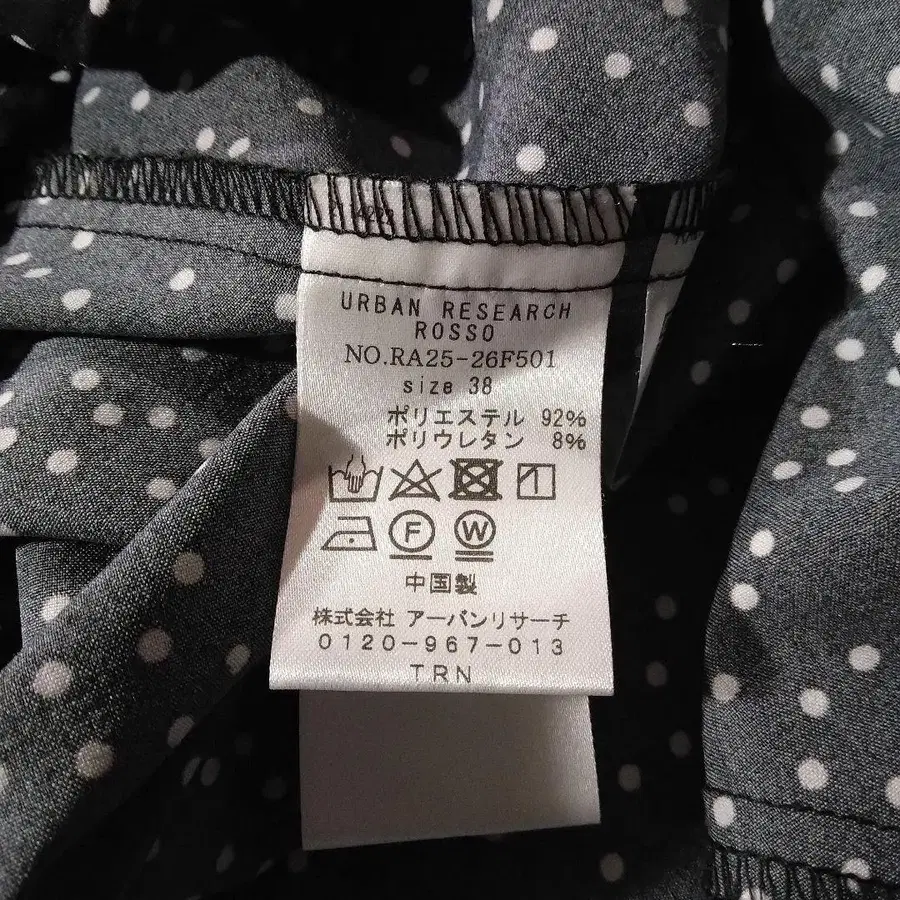 URBAN RESEARCH
ROSSO
NO.RA25-26F501
size 38
ポリエステル 92%
ポリウレタン 8%
F W
中国製
株式会社 アーバンリサーチ
0120-967-013
TRN